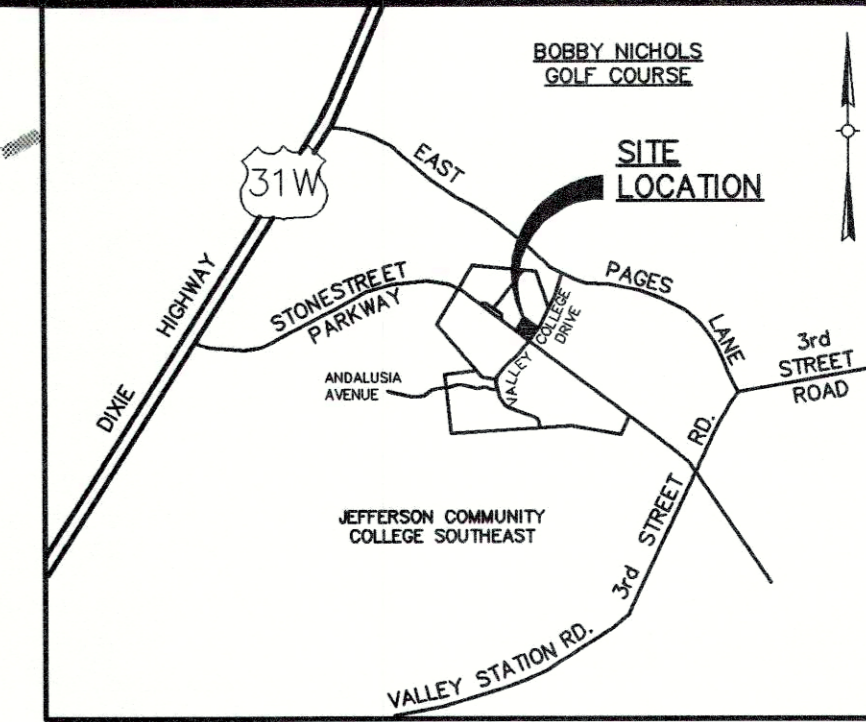 BOBBY NICHOLS
GOLF COURSE
SITE
LOCATION
31W
EAST
PAGES
LANE
DIXIE
HIGHWAY
STONESTREET
PARKWAY
VALLEY COLLEGE
DRIVE
ANDALUSIA
AVENUE
3rd
STREET
ROAD
JEFFERSON COMMUNITY
COLLEGE SOUTHEAST
3rd STREET RD.
VALLEY STATION RD.